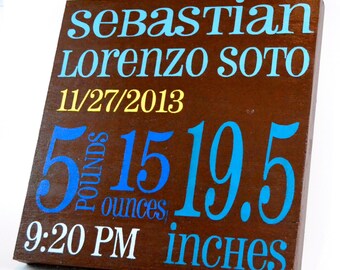 Sebastian
Lorenzo Soto
11/27/2013
5 POUNDS 15 ounces 19.5 inches
9:20 PM